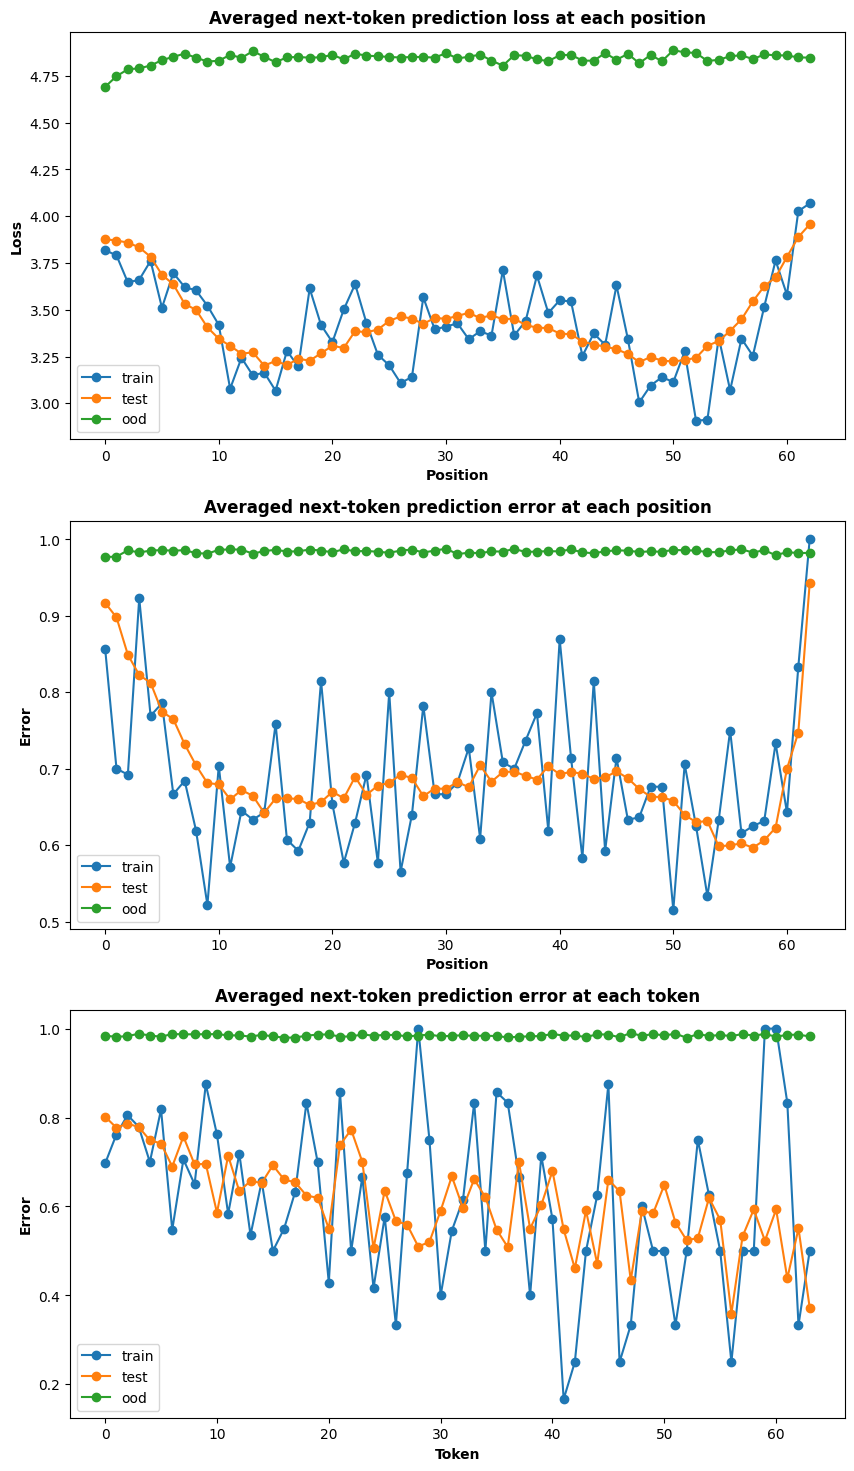 Averaged next-token prediction loss at each position
4.75
4.50
4.25
4.00
3.75
3.50
3.25
3.00
Loss
train
test
ood
0 10 20 30 40 50 60
Position
Averaged next-token prediction error at each position
1.0
0.9
0.8
0.7
0.6
0.5
Error
train
test
ood
0 10 20 30 40 50 60
Position
Averaged next-token prediction error at each token
1.0
0.8
0.6
0.4
0.2
Error
train
test
ood
0 10 20 30 40 50 60
Token